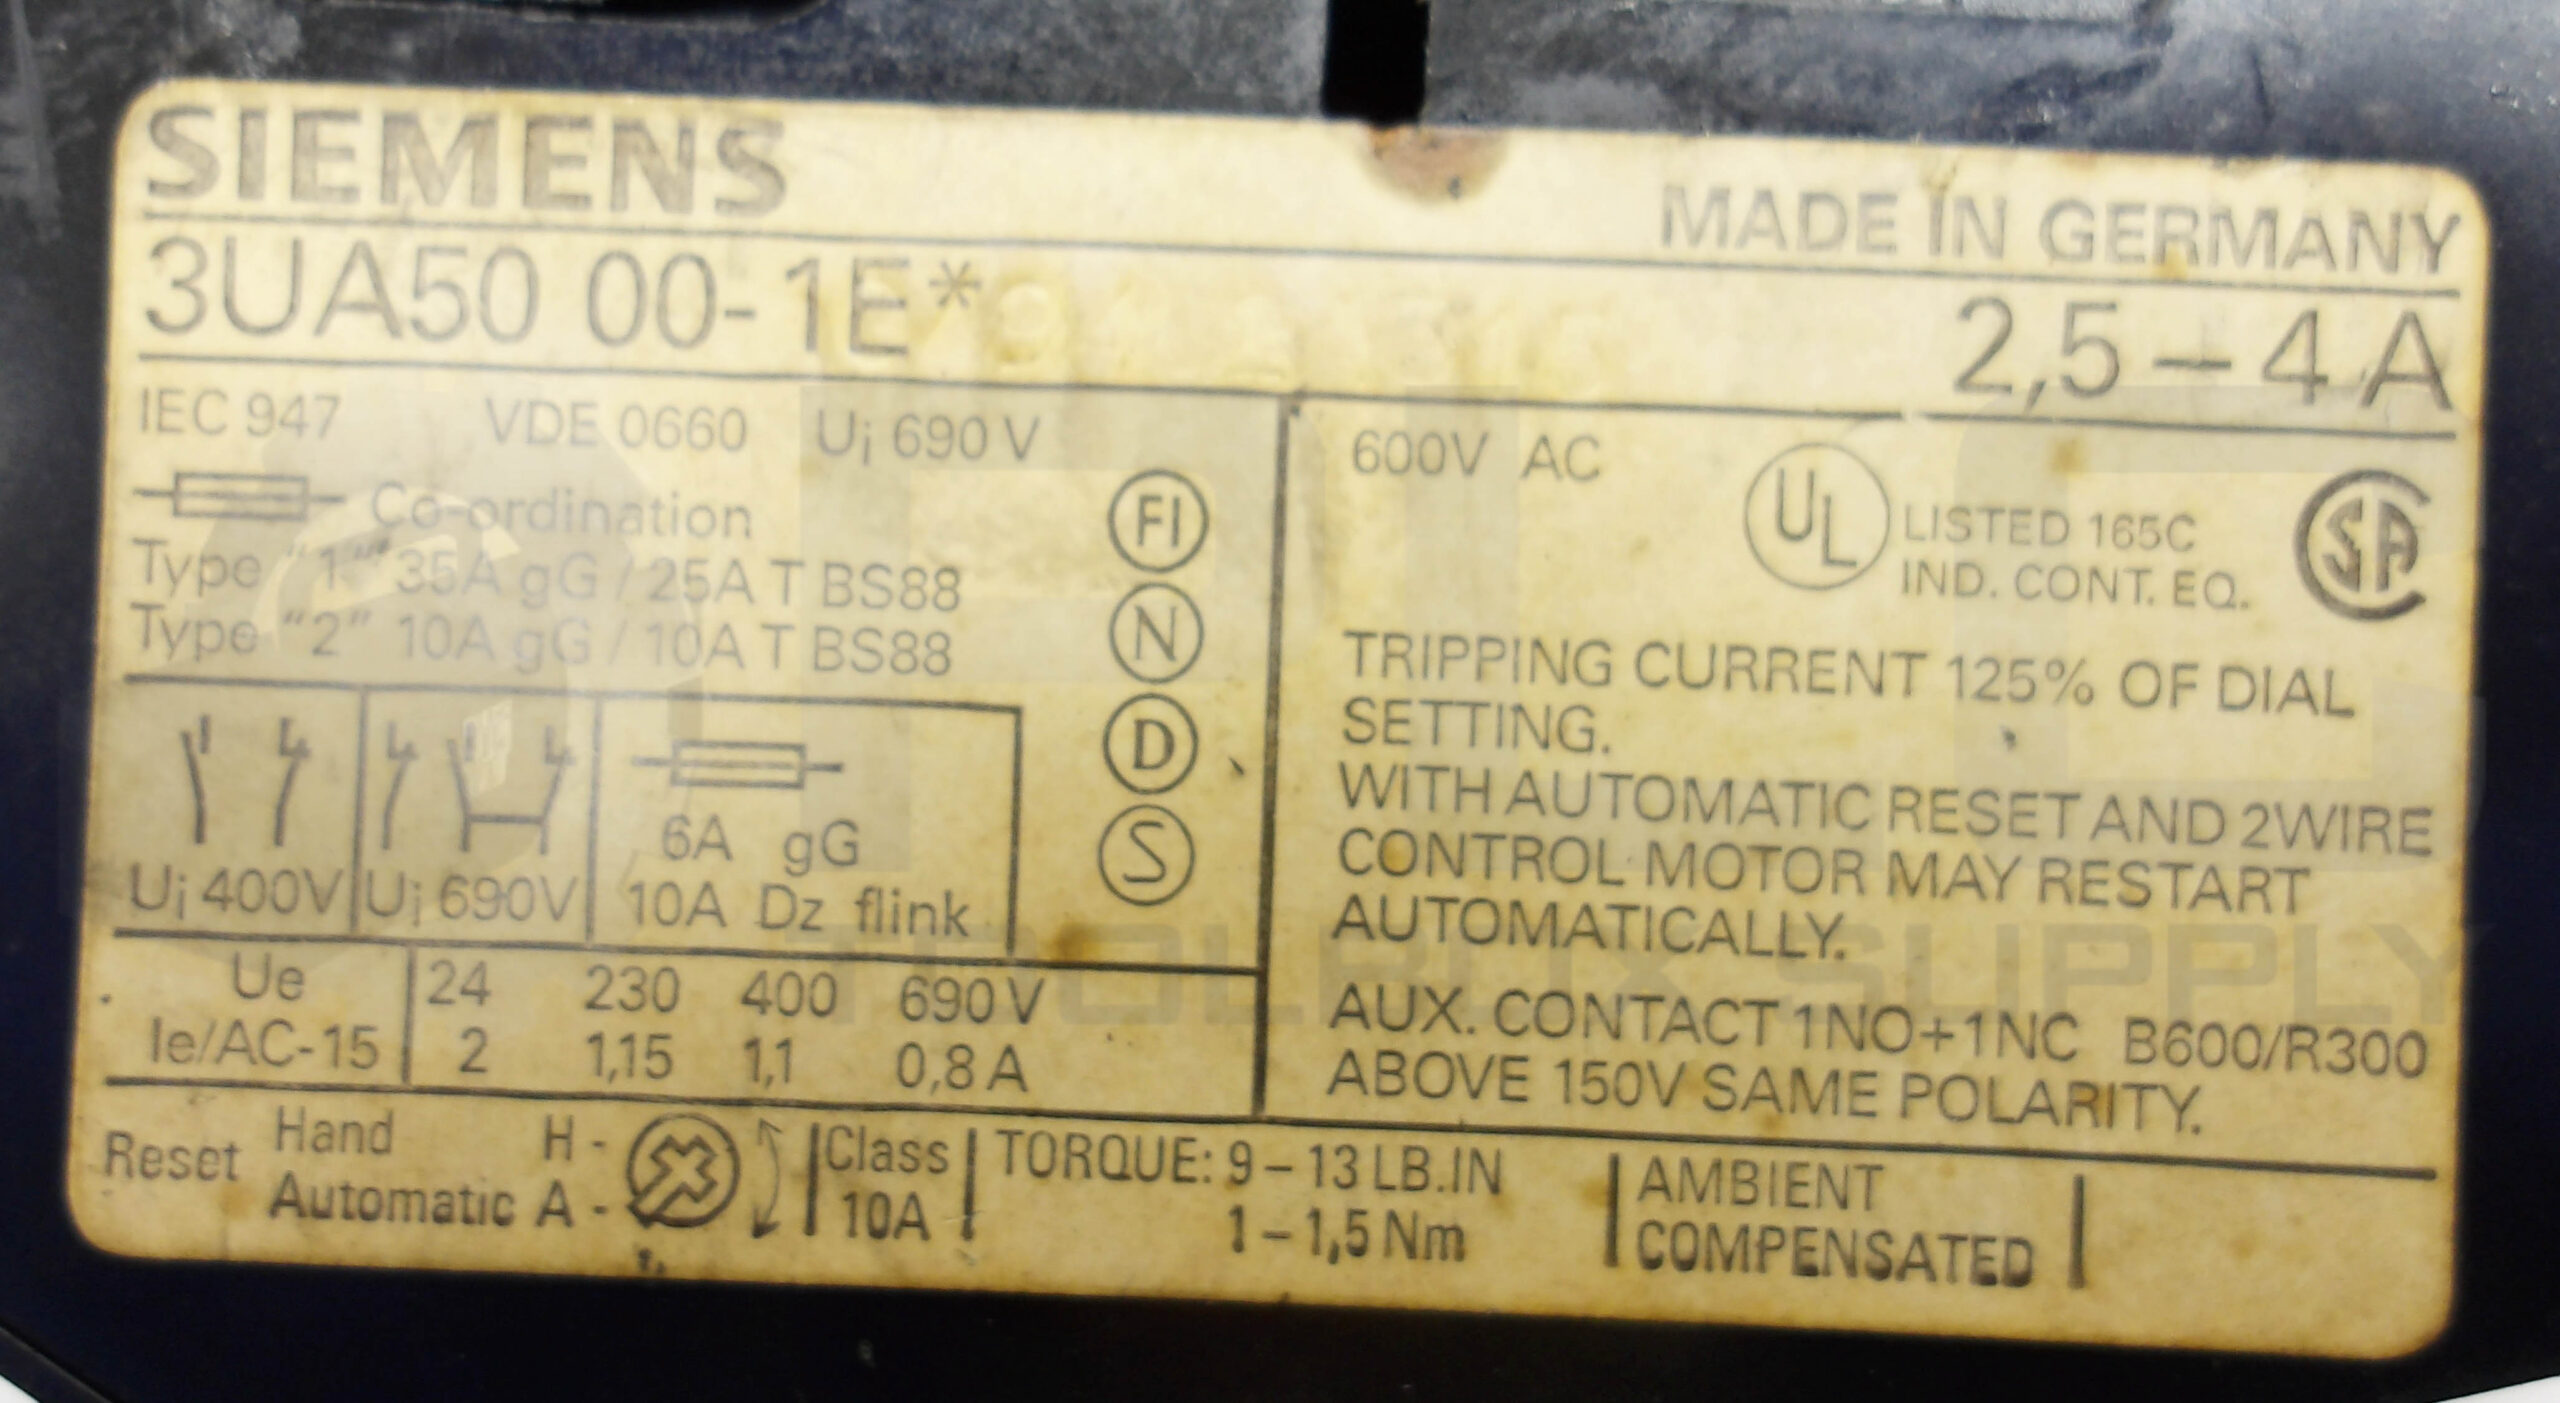 SIEMENS
MADE IN GERMANY
3UA50 00-1E*
2,5 – 4 A
IEC 947 VDE 0660 Ui 690 V
Co-ordination
Type "1" 35A gG / 25A T BS88
Type "2" 10A gG / 10A T BS88
FI
N
D
S
6A gG
Ui 400V Ui 690V 10A Dz flink
Ue 24 230 400 690 V
Ie/AC-15 2 1,15 1,1 0,8 A
600V AC
UL LISTED 165C
IND. CONT. EQ.
SA
TRIPPING CURRENT 125% OF DIAL
SETTING.
WITH AUTOMATIC RESET AND 2WIRE
CONTROL MOTOR MAY RESTART
AUTOMATICALLY.
AUX. CONTACT 1NO+1NC B600/R300
ABOVE 150V SAME POLARITY.
Reset Hand H -
Automatic A -
Class
10A
TORQUE: 9 – 13 LB.IN
1 – 1,5 Nm
AMBIENT
COMPENSATED
TOOLBOX SUPPLY